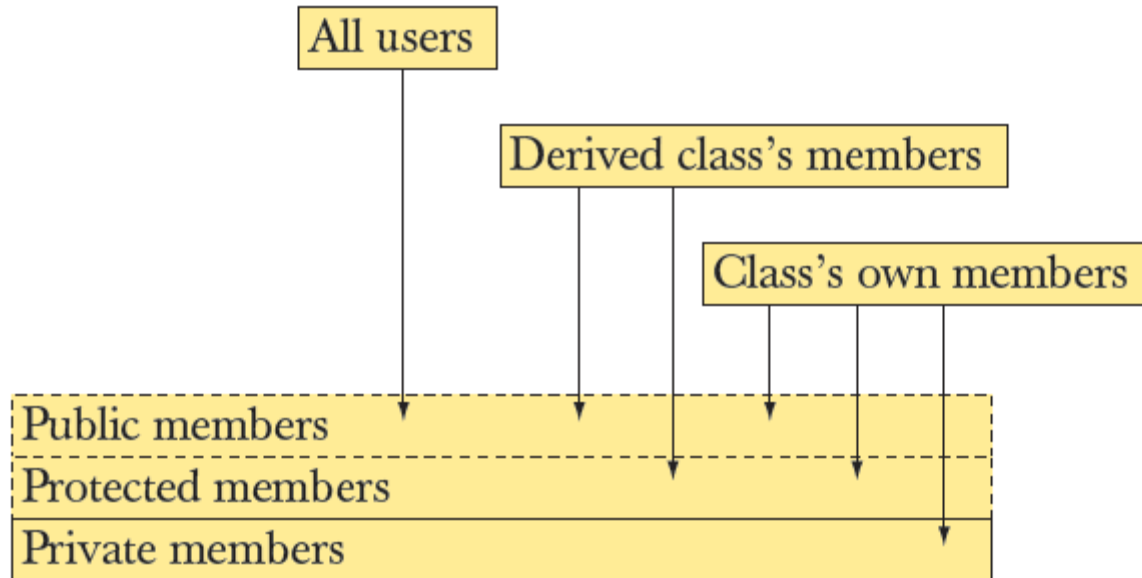 All users
Derived class’s members
Class’s own members
Public members
Protected members
Private members